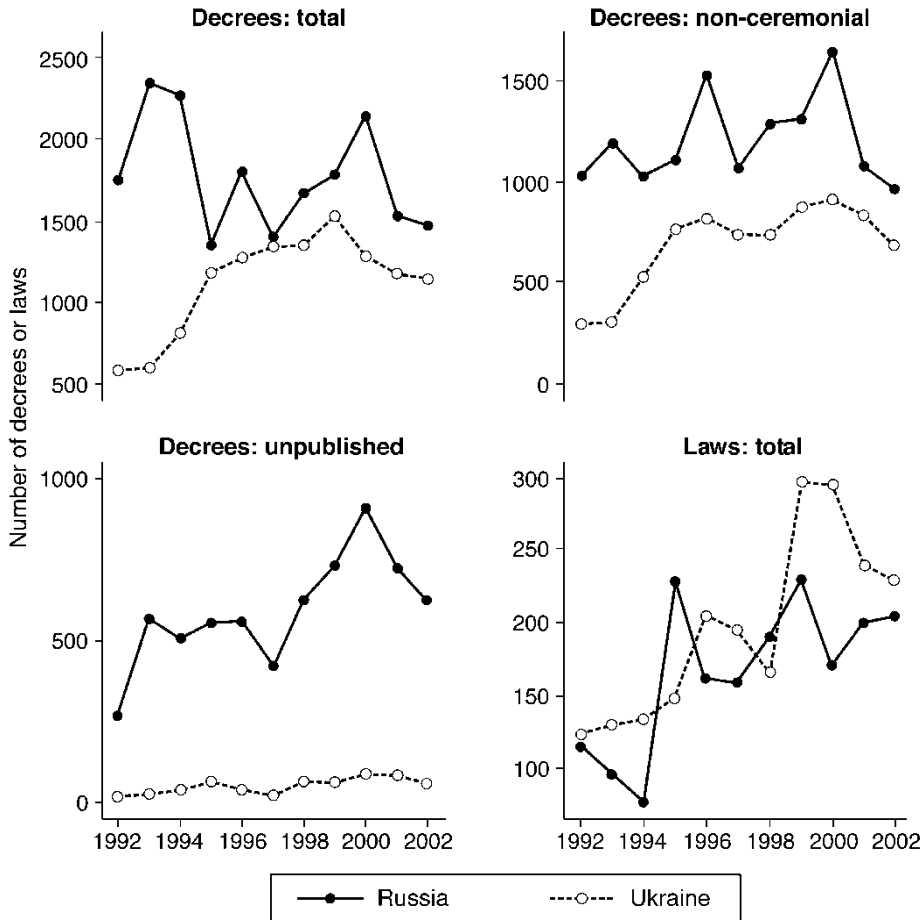 Decrees: total
Decrees: non-ceremonial
2500
2000
1500
1000
500
1500
1000
500
0
Number of decrees or laws
Decrees: unpublished
Laws: total
1000
500
0
300
250
200
150
100
1992 1994 1996 1998 2000 2002
1992 1994 1996 1998 2000 2002
Russia
Ukraine